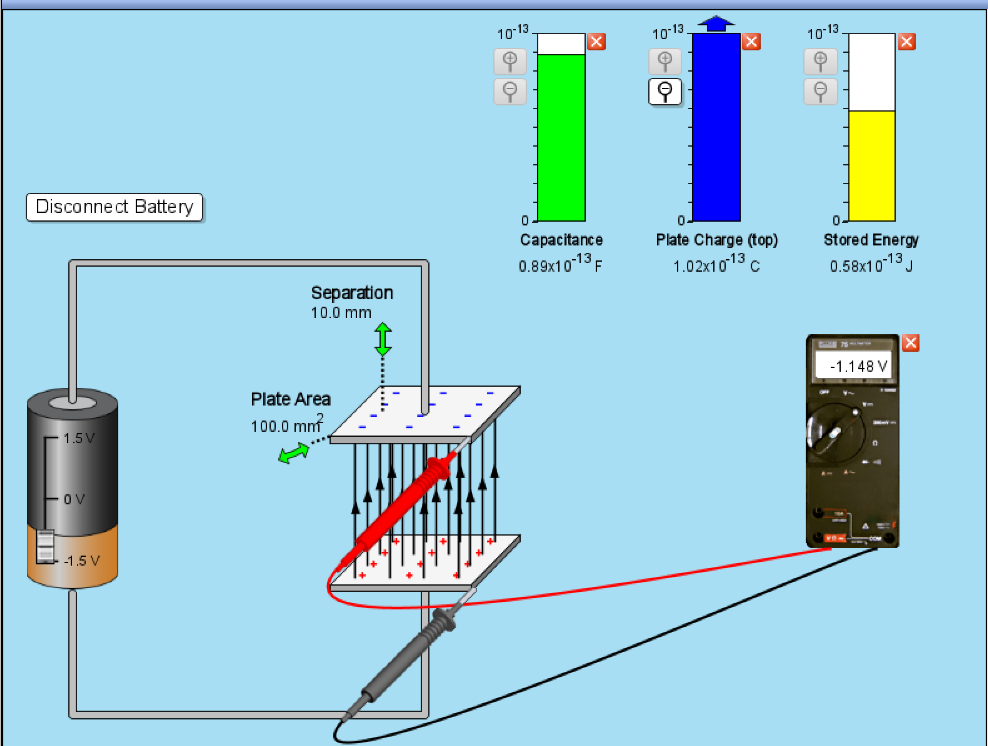 10-13
10-13
10-13
0
0
0
Capacitance
Plate Charge (top)
Stored Energy
0.89x10-13 F
1.02x10-13 C
0.58x10-13 J
Disconnect Battery
Separation
10.0 mm
Plate Area
100.0 mm2
1.5 V
0 V
-1.5 V
-1.148 V
OFF
COM